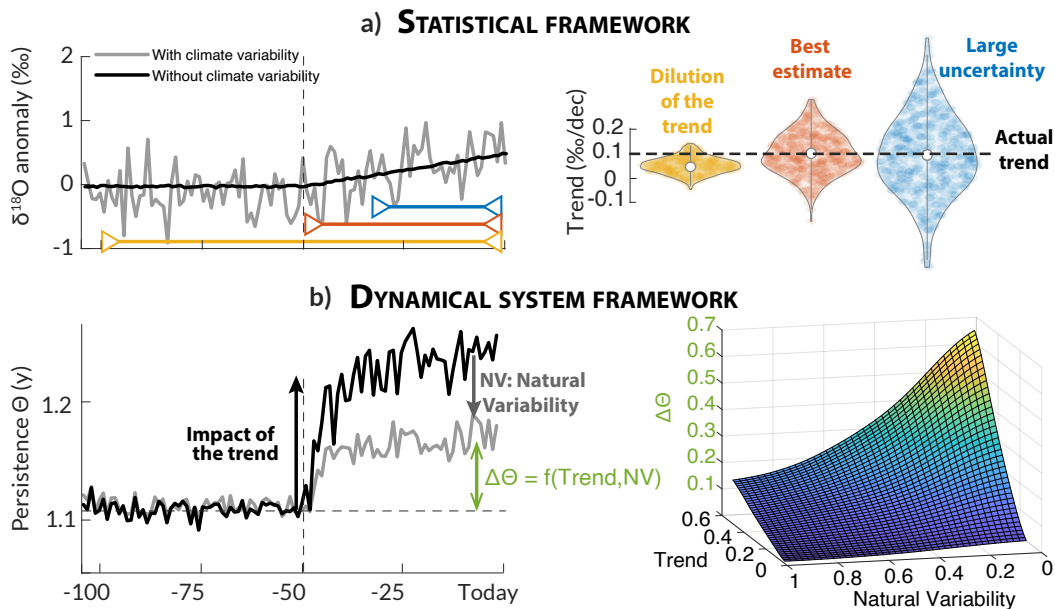 a) STATISTICAL FRAMEWORK
2
1
0
-1
δ¹⁸O anomaly (‰)
With climate variability
Without climate variability
Dilution of the
trend
Best
estimate
Large
uncertainty
0.2
0.1
0
-0.1
Trend (‰/dec)
Actual
trend
b) DYNAMICAL SYSTEM FRAMEWORK
1.2
1.1
Persistence Θ (y)
Impact of
the trend
NV: Natural
Variability
ΔΘ = f(Trend,NV)
-100
-50
-25
Today
0.7
0.6
0.5
0.4
0.3
0.2
0.1
ΔΘ
0.6
0.4
0.2
0
Trend
1
0.8
0.6
0.4
0.2
0
Natural Variability